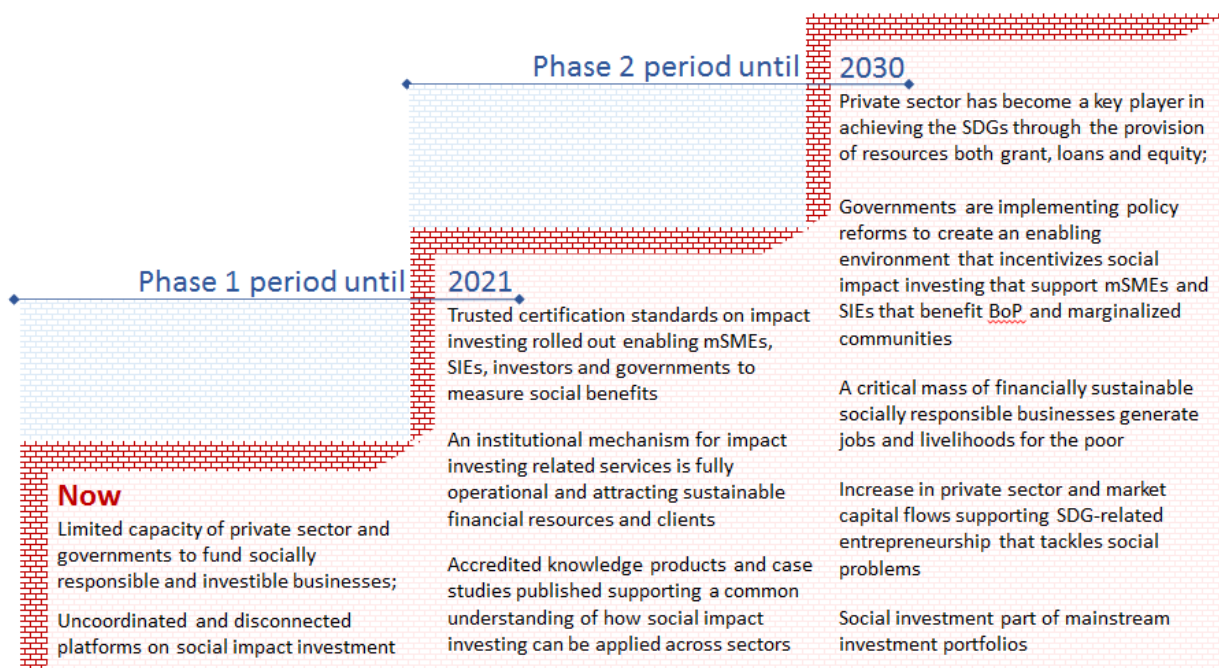 Phase 2 period until 2030
Private sector has become a key player in
achieving the SDGs through the provision
of resources both grant, loans and equity;
Governments are implementing policy
reforms to create an enabling
environment that incentivizes social
impact investing that support mSMEs and
SIEs that benefit BoP and marginalized
communities
A critical mass of financially sustainable
socially responsible businesses generate
jobs and livelihoods for the poor
Increase in private sector and market
capital flows supporting SDG-related
entrepreneurship that tackles social
problems
Social investment part of mainstream
investment portfolios
Phase 1 period until 2021
Trusted certification standards on impact
investing rolled out enabling mSMEs,
SIEs, investors and governments to
measure social benefits
An institutional mechanism for impact
investing related services is fully
operational and attracting sustainable
financial resources and clients
Accredited knowledge products and case
studies published supporting a common
understanding of how social impact
investing can be applied across sectors
Now
Limited capacity of private sector and
governments to fund socially
responsible and investible businesses;
Uncoordinated and disconnected
platforms on social impact investment